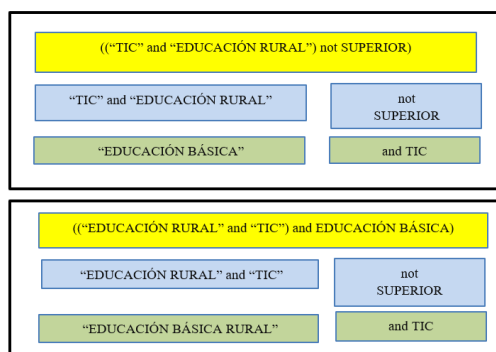 ((“TIC” and “EDUCACIÓN RURAL”) not SUPERIOR)
“TIC” and “EDUCACIÓN RURAL”
not
SUPERIOR
“EDUCACIÓN BÁSICA”
and TIC
((“EDUCACIÓN RURAL” and “TIC”) and EDUCACIÓN BÁSICA)
“EDUCACIÓN RURAL” and “TIC”
not
SUPERIOR
“EDUCACIÓN BÁSICA RURAL”
and TIC